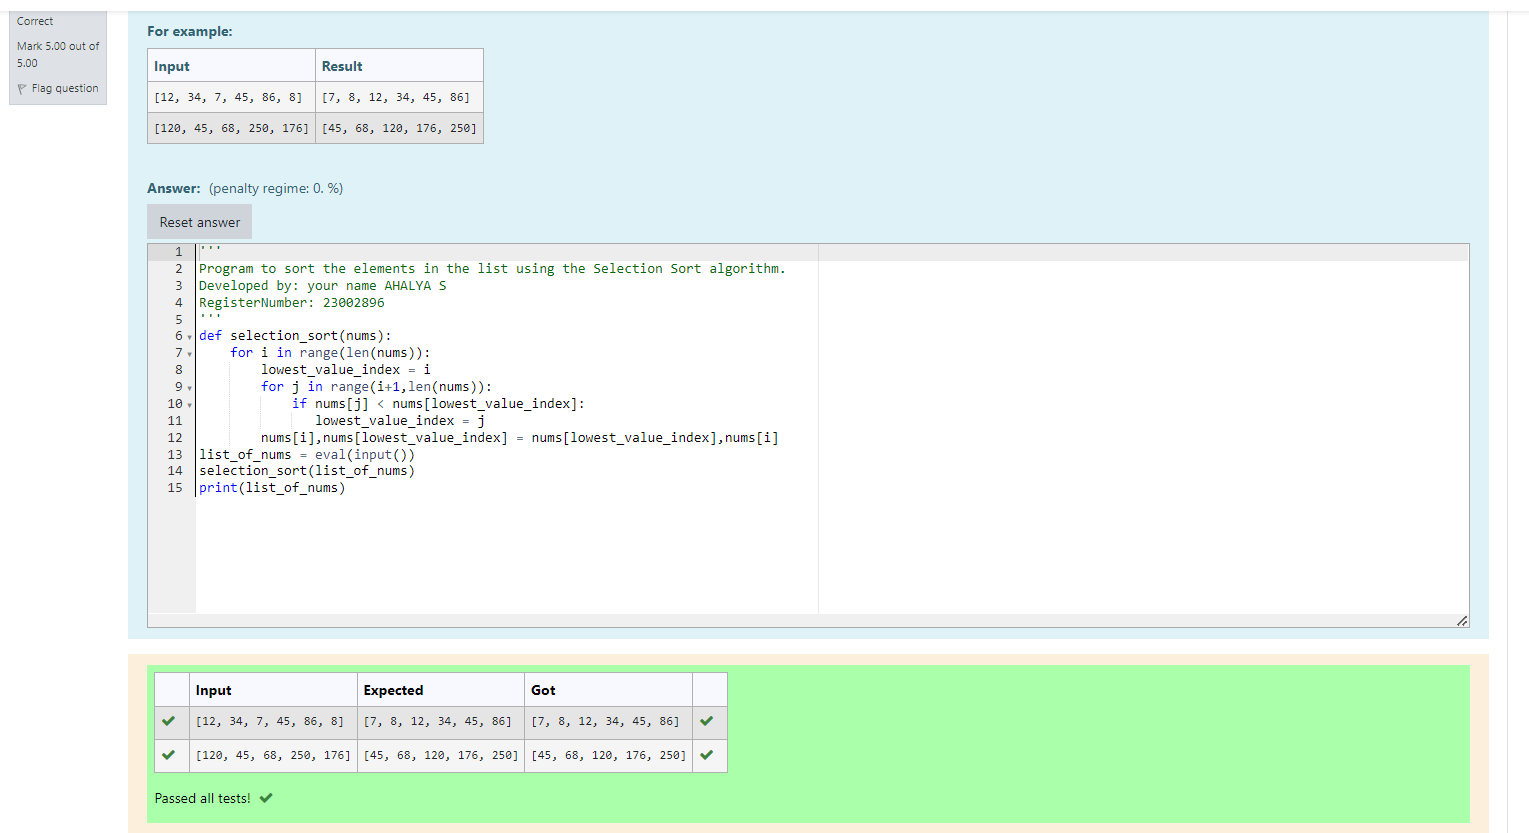 Correct
Mark 5.00 out of
5.00
Flag question
For example:
Input Result
[12, 34, 7, 45, 86, 8] [7, 8, 12, 34, 45, 86]
[120, 45, 68, 250, 176] [45, 68, 120, 176, 250]
Answer: (penalty regime: 0. %)
Reset answer
1 '''
2 Program to sort the elements in the list using the Selection Sort algorithm.
3 Developed by: your name AHALYA S
4 RegisterNumber: 23002896
5 '''
6 def selection_sort(nums):
7     for i in range(len(nums)):
8         lowest_value_index = i
9         for j in range(i+1,len(nums)):
10             if nums[j] < nums[lowest_value_index]:
11                lowest_value_index = j
12         nums[i],nums[lowest_value_index] = nums[lowest_value_index],nums[i]
13 list_of_nums = eval(input())
14 selection_sort(list_of_nums)
15 print(list_of_nums)
Input Expected Got
[12, 34, 7, 45, 86, 8] [7, 8, 12, 34, 45, 86] [7, 8, 12, 34, 45, 86]
[120, 45, 68, 250, 176] [45, 68, 120, 176, 250] [45, 68, 120, 176, 250]
Passed all tests!